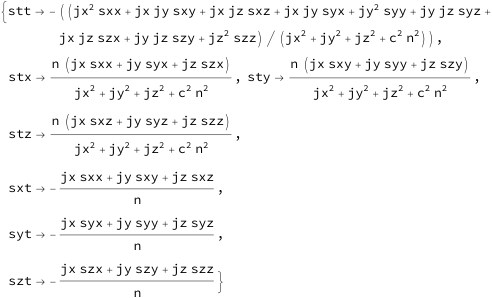 {stt → - ((jx² sxx + jx jy sxy + jx jz sxz + jx jy syx + jy² syy + jy jz syz +
jx jz szx + jy jz szy + jz² szz) / (jx² + jy² + jz² + c² n²)),
stx → n (jx sxx + jy syx + jz szx) / jx² + jy² + jz² + c² n², sty → n (jx sxy + jy syy + jz szy) / jx² + jy² + jz² + c² n²,
stz → n (jx sxz + jy syz + jz szz) / jx² + jy² + jz² + c² n²,
sxt → - jx sxx + jy sxy + jz sxz / n,
syt → - jx syx + jy syy + jz syz / n,
szt → - jx szx + jy szy + jz szz / n}